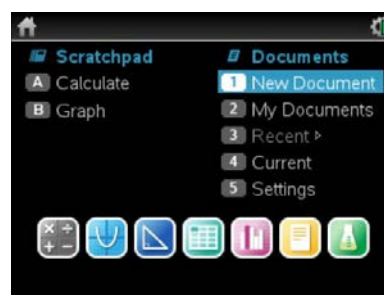 Scratchpad
A Calculate
B Graph
Documents
1 New Document
2 My Documents
3 Recent ▸
4 Current
5 Settings